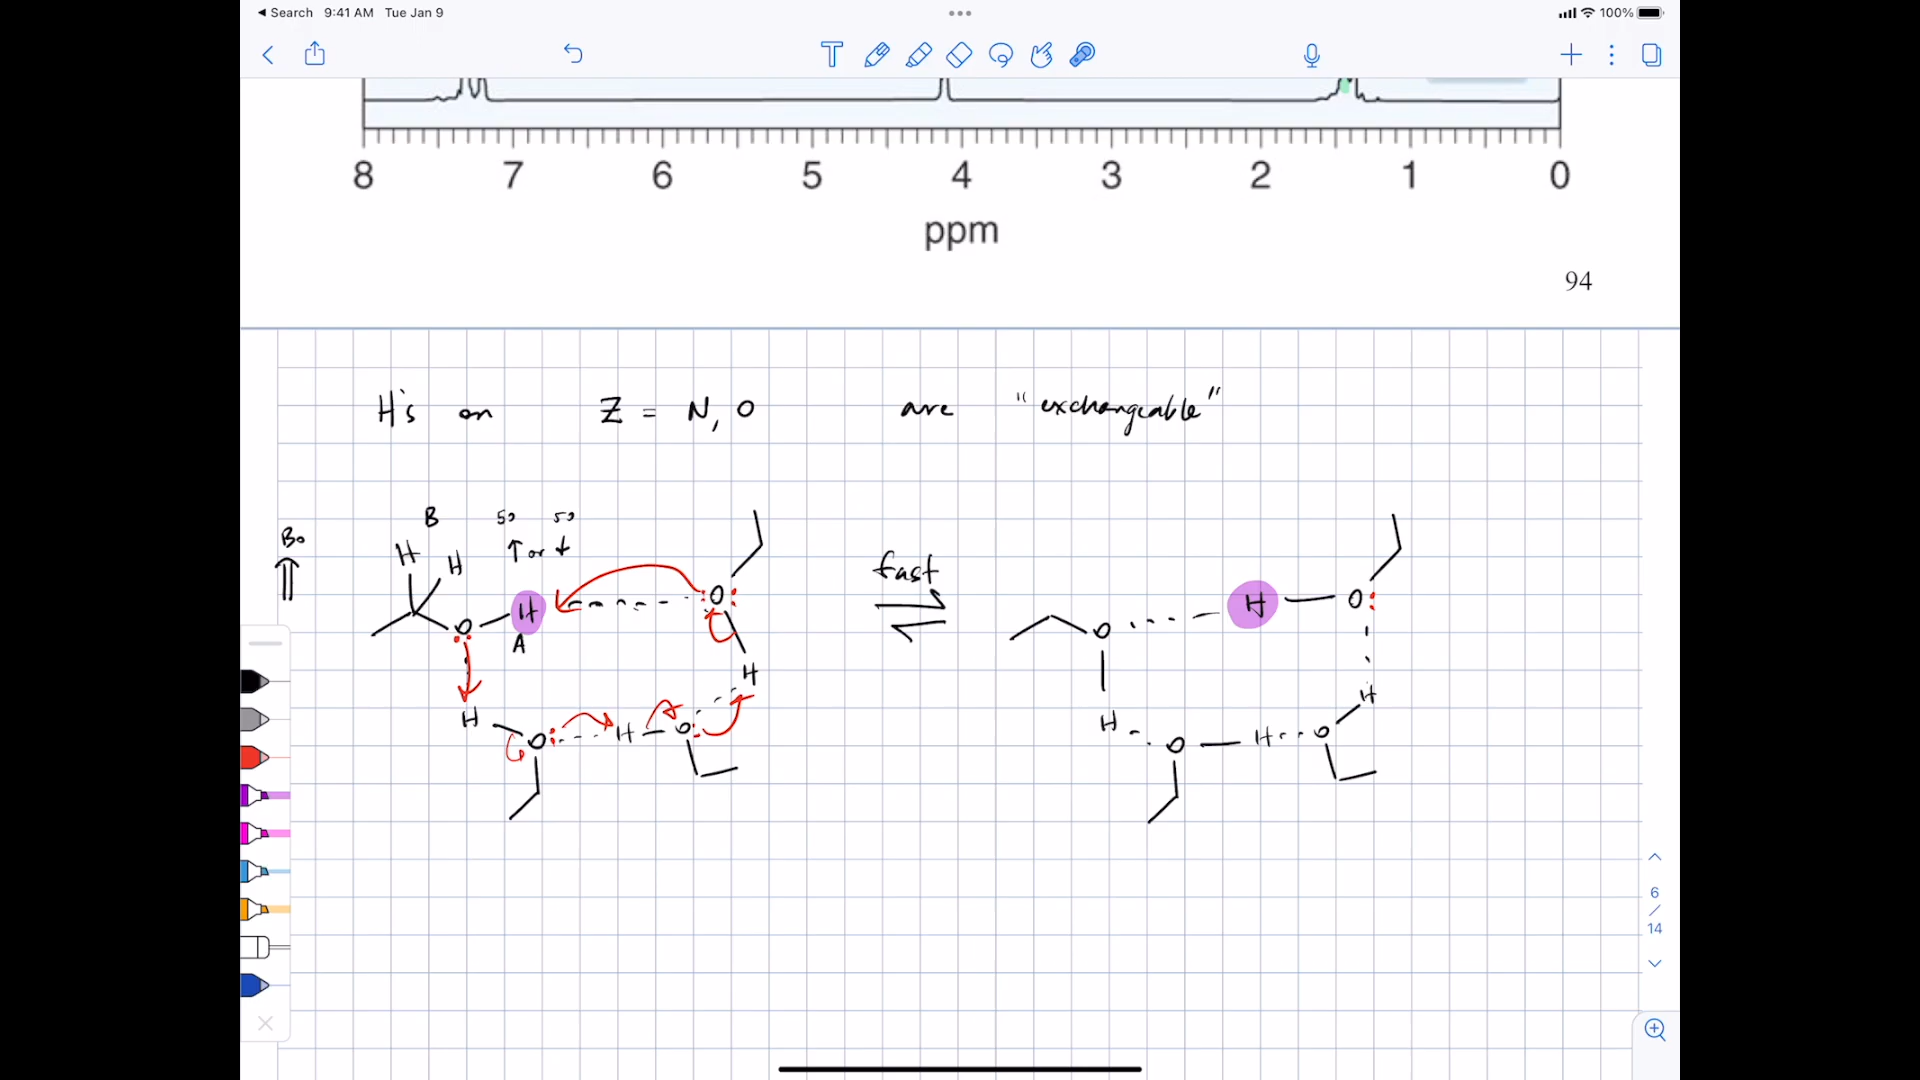 Search 9:41 AM Tue Jan 9 100%
8 7 6 5 4 3 2 1 0
ppm
94
H's on Z = N, O are "exchangeable"
B 50 50
B₀ H H ↑ or ↓ fast
H O H O
O H A O
H H
H O H O H O H O
6
/
14